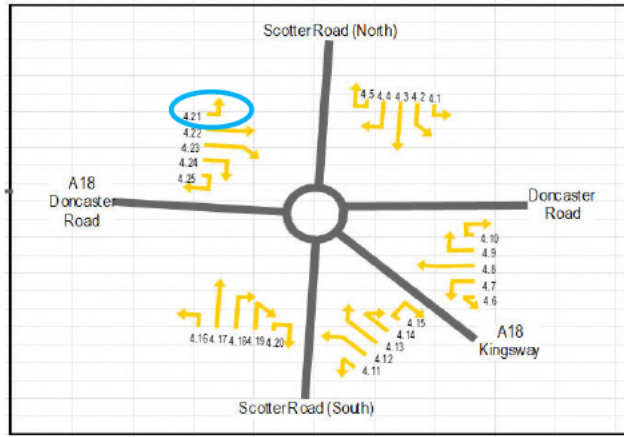 Scotter Road (North)
4.5 4.4 4.3 4.2 4.1
4.21
4.22
4.23
4.24
4.25
A18
Doncaster
Road
Doncaster
Road
4.10
4.9
4.8
4.7
4.6
A18
Kingsway
4.15
4.14
4.13
4.12
4.11
4.16 4.17 4.18 4.19 4.20
Scotter Road (South)